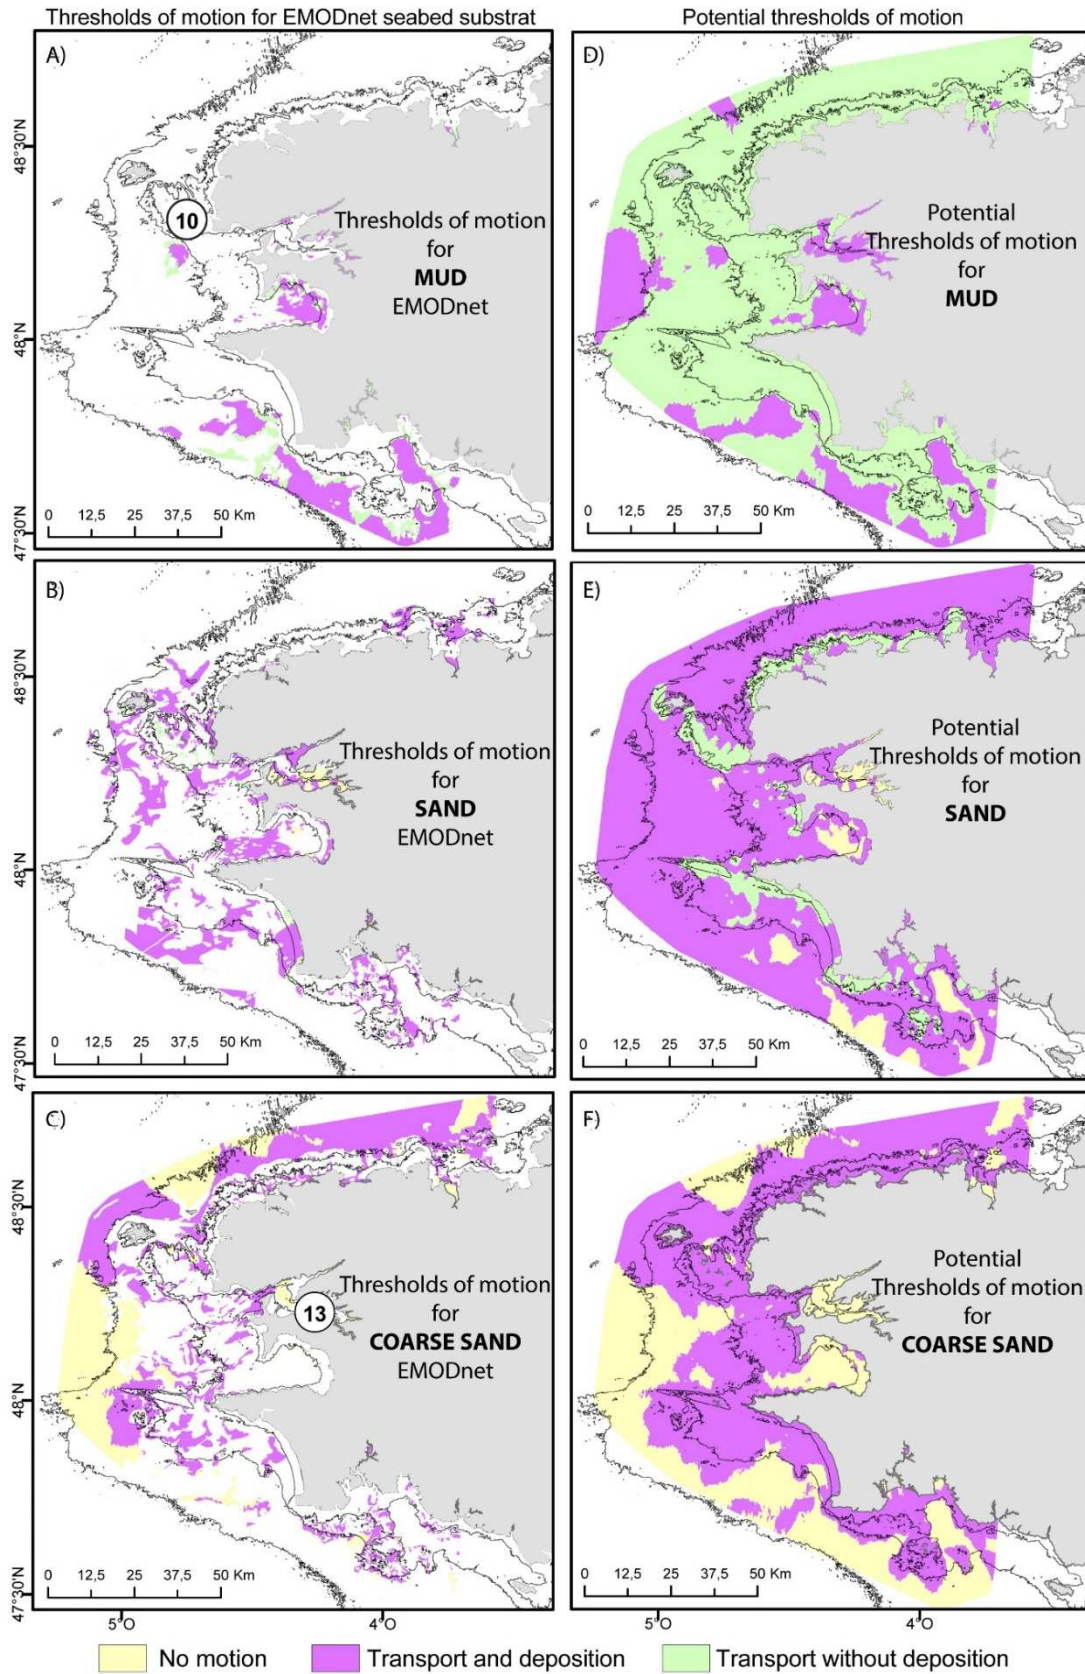 Thresholds of motion for EMODnet seabed substrat
Potential thresholds of motion
A)
48°30'N
48°N
47°30'N
10
Thresholds of motion
for
MUD
EMODnet
0 12,5 25 37,5 50 Km
D)
Potential
Thresholds of motion
for
MUD
0 12,5 25 37,5 50 Km
B)
48°30'N
48°N
47°30'N
Thresholds of motion
for
SAND
EMODnet
0 12,5 25 37,5 50 Km
E)
Potential
Thresholds of motion
for
SAND
0 12,5 25 37,5 50 Km
C)
48°30'N
48°N
47°30'N
Thresholds of motion
for
13
COARSE SAND
EMODnet
0 12,5 25 37,5 50 Km
5°O
4°O
F)
Potential
Thresholds of motion
for
COARSE SAND
0 12,5 25 37,5 50 Km
5°O
4°O
No motion
Transport and deposition
Transport without deposition